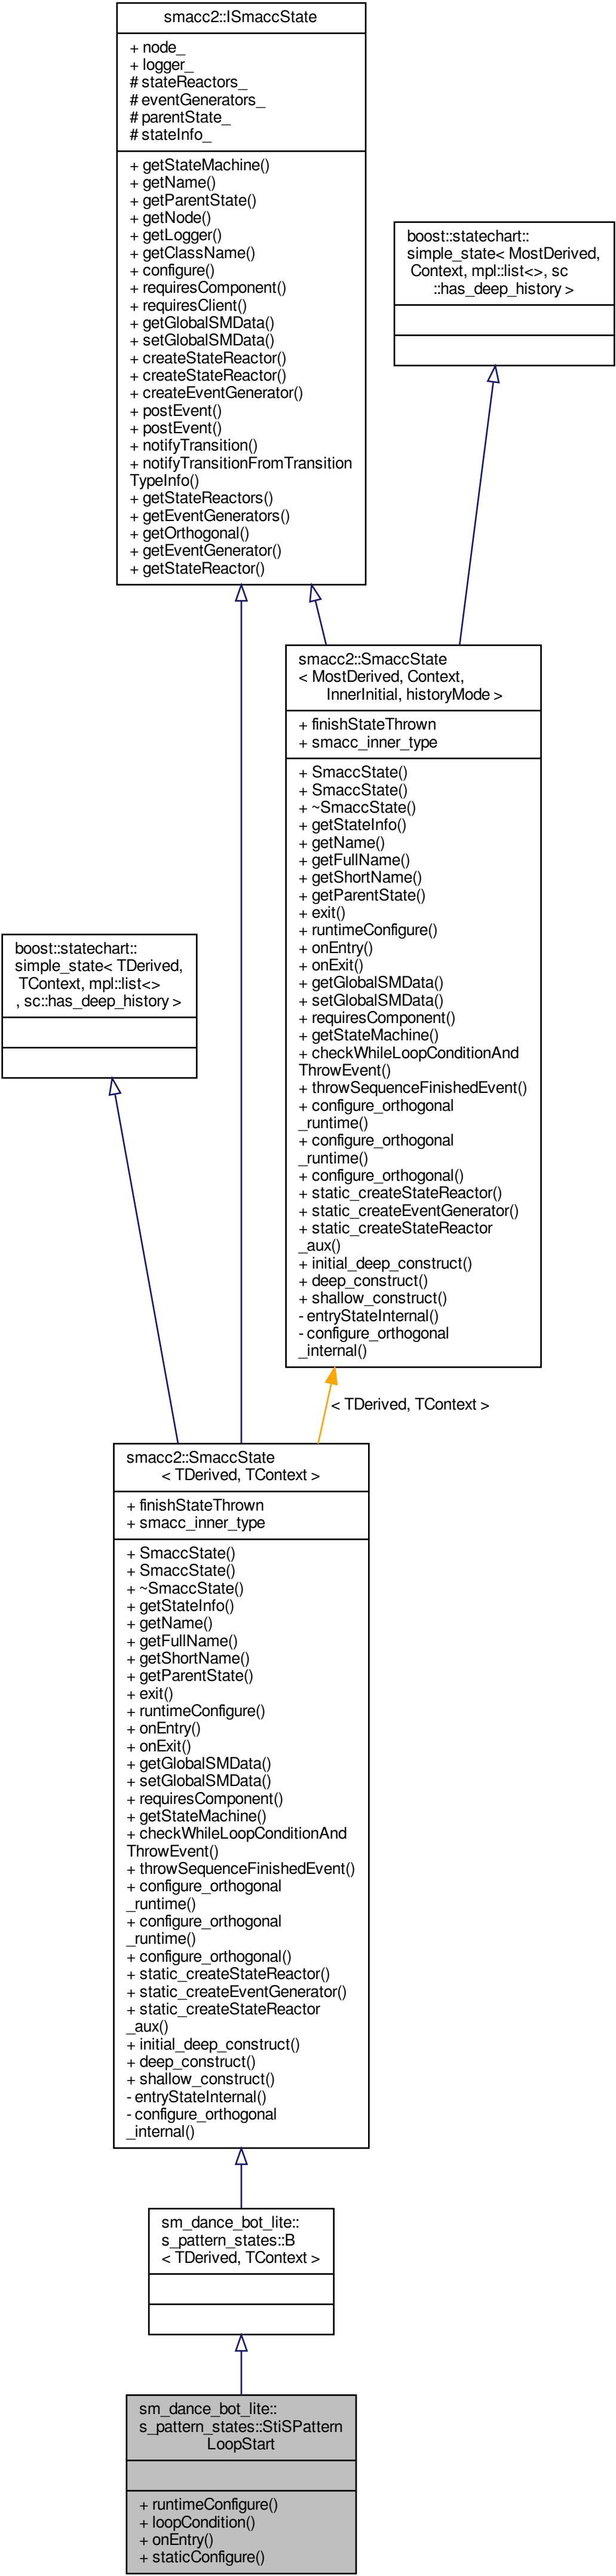 smacc2::ISmaccState
+ node_
+ logger_
# stateReactors_
# eventGenerators_
# parentState_
# stateInfo_
+ getStateMachine()
+ getName()
+ getParentState()
+ getNode()
+ getLogger()
+ getClassName()
+ configure()
+ requiresComponent()
+ requiresClient()
+ getGlobalSMData()
+ setGlobalSMData()
+ createStateReactor()
+ createStateReactor()
+ createEventGenerator()
+ postEvent()
+ postEvent()
+ notifyTransition()
+ notifyTransitionFromTransition
TypeInfo()
+ getStateReactors()
+ getEventGenerators()
+ getOrthogonal()
+ getEventGenerator()
+ getStateReactor()
boost::statechart::
simple_state< MostDerived,
Context, mpl::list<>, sc
::has_deep_history >
smacc2::SmaccState
< MostDerived, Context,
InnerInitial, historyMode >
+ finishStateThrown
+ smacc_inner_type
+ SmaccState()
+ SmaccState()
+ ~SmaccState()
+ getStateInfo()
+ getName()
+ getFullName()
+ getShortName()
+ getParentState()
+ exit()
+ runtimeConfigure()
+ onEntry()
+ onExit()
+ getGlobalSMData()
+ setGlobalSMData()
+ requiresComponent()
+ getStateMachine()
+ checkWhileLoopConditionAnd
ThrowEvent()
+ throwSequenceFinishedEvent()
+ configure_orthogonal
_runtime()
+ configure_orthogonal
_runtime()
+ configure_orthogonal()
+ static_createStateReactor()
+ static_createEventGenerator()
+ static_createStateReactor
_aux()
+ initial_deep_construct()
+ deep_construct()
+ shallow_construct()
- entryStateInternal()
- configure_orthogonal
_internal()
boost::statechart::
simple_state< TDerived,
TContext, mpl::list<>
, sc::has_deep_history >
< TDerived, TContext >
smacc2::SmaccState
< TDerived, TContext >
+ finishStateThrown
+ smacc_inner_type
+ SmaccState()
+ SmaccState()
+ ~SmaccState()
+ getStateInfo()
+ getName()
+ getFullName()
+ getShortName()
+ getParentState()
+ exit()
+ runtimeConfigure()
+ onEntry()
+ onExit()
+ getGlobalSMData()
+ setGlobalSMData()
+ requiresComponent()
+ getStateMachine()
+ checkWhileLoopConditionAnd
ThrowEvent()
+ throwSequenceFinishedEvent()
+ configure_orthogonal
_runtime()
+ configure_orthogonal
_runtime()
+ configure_orthogonal()
+ static_createStateReactor()
+ static_createEventGenerator()
+ static_createStateReactor
_aux()
+ initial_deep_construct()
+ deep_construct()
+ shallow_construct()
- entryStateInternal()
- configure_orthogonal
_internal()
sm_dance_bot_lite::
s_pattern_states::B
< TDerived, TContext >
sm_dance_bot_lite::
s_pattern_states::StiSPattern
LoopStart
+ runtimeConfigure()
+ loopCondition()
+ onEntry()
+ staticConfigure()